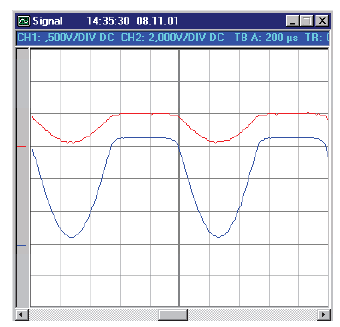 Signal 14:35:30 08.11.01
CH1: ,500V/DIV DC CH2: 2,000V/DIV DC TB A: 200 µs TR: